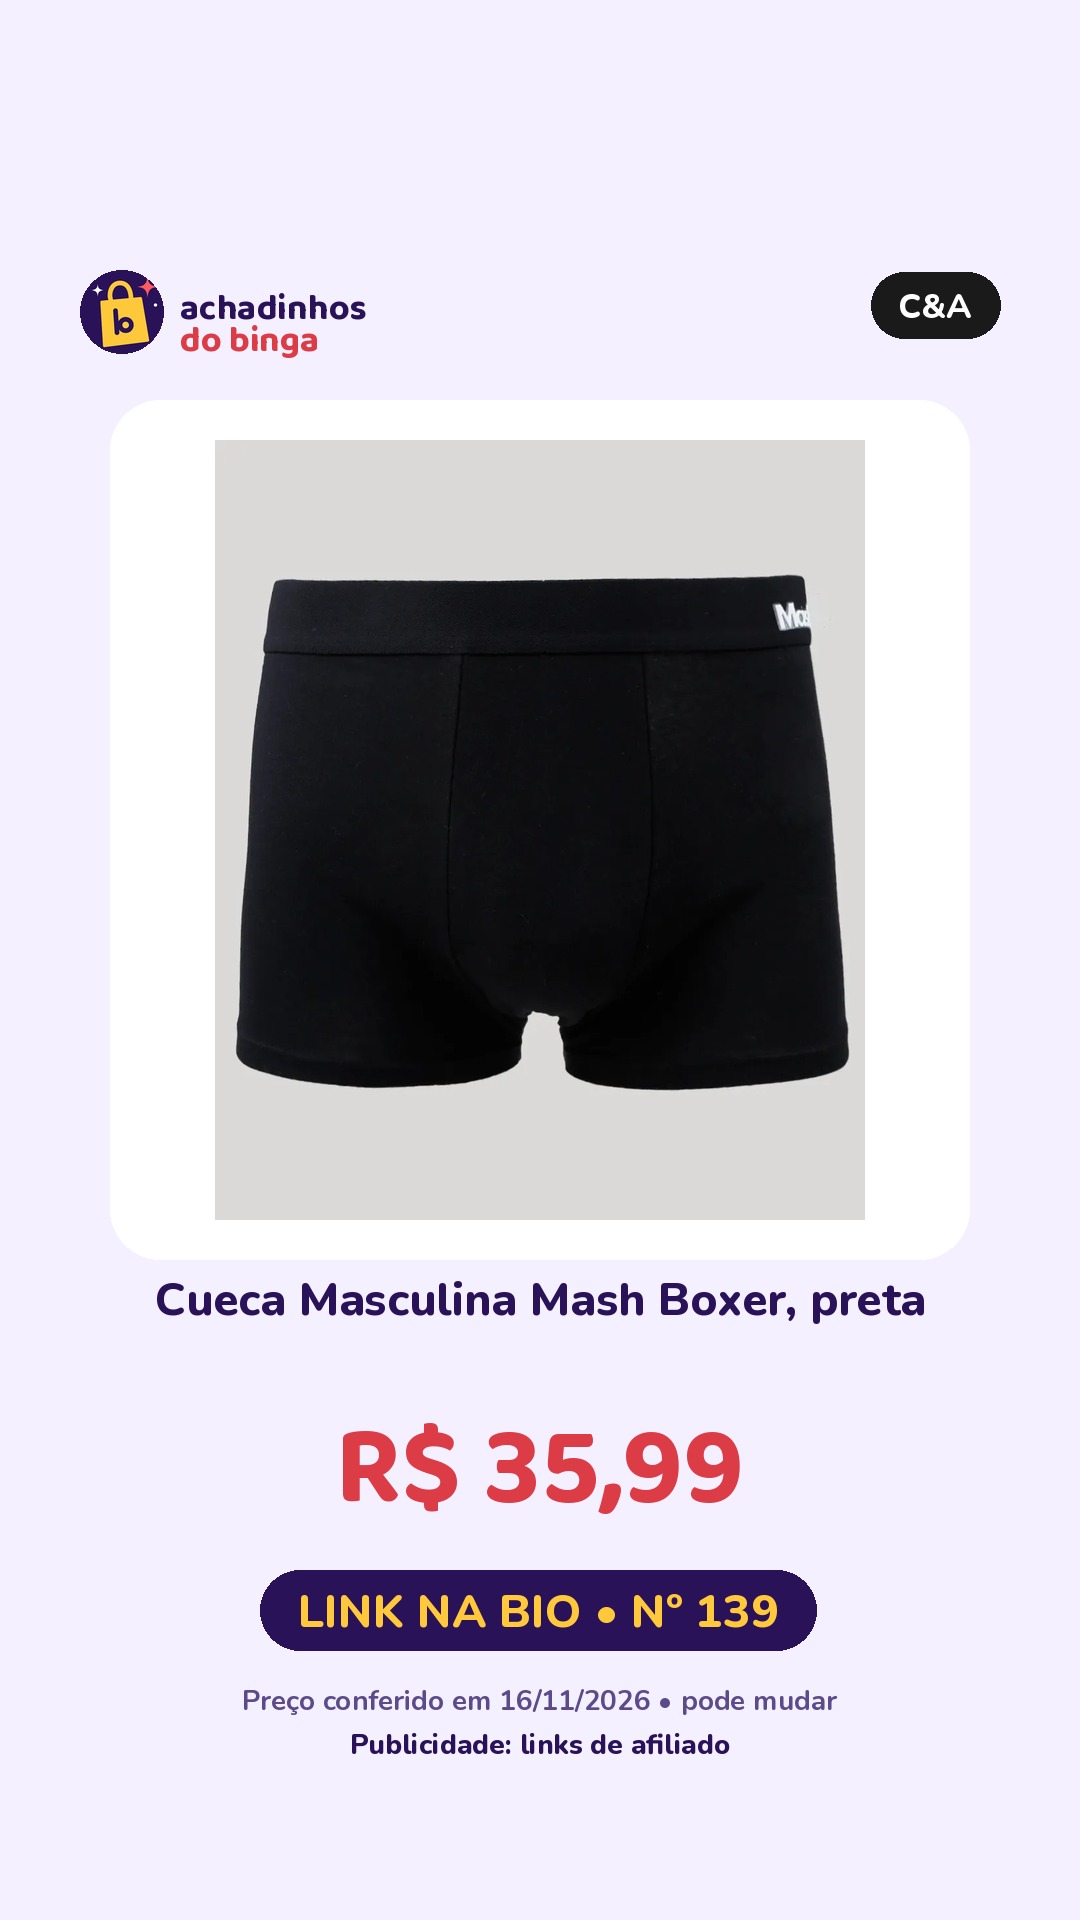 achadinhos
do binga
C&A
Cueca Masculina Mash Boxer, preta
R$ 35,99
LINK NA BIO • Nº 139
Preço conferido em 16/11/2026 • pode mudar
Publicidade: links de afiliado